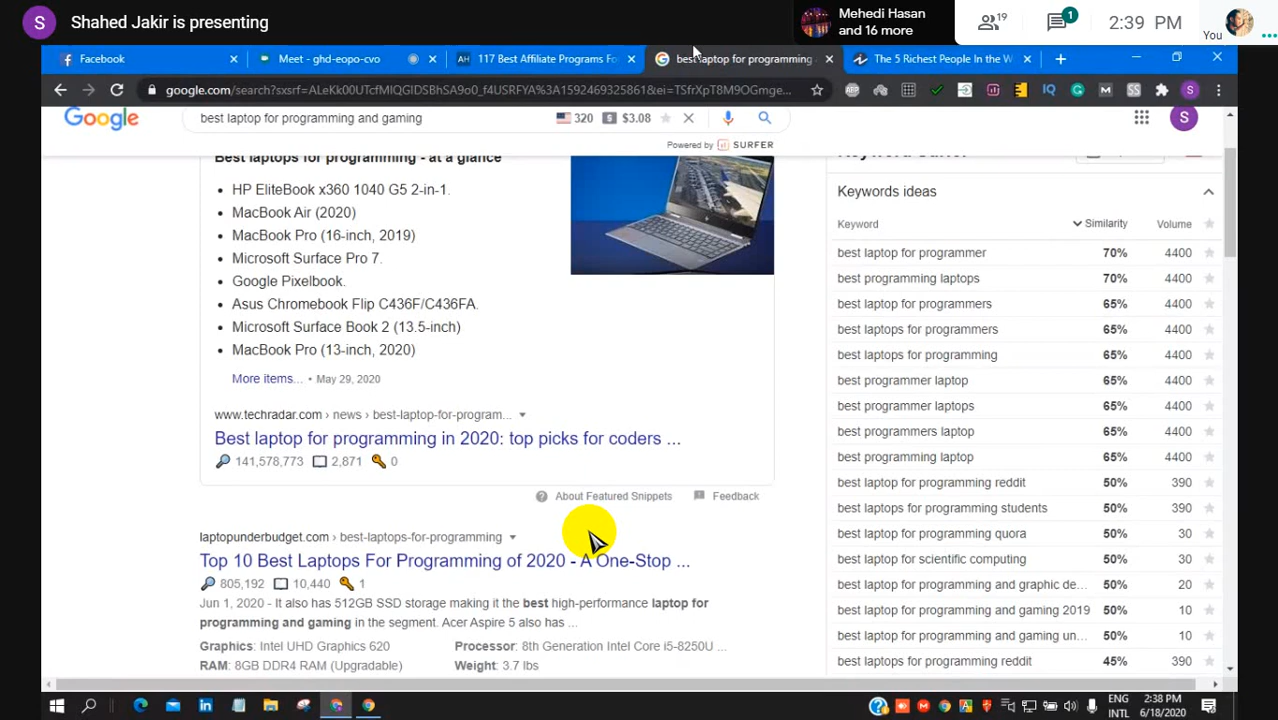 S Shahed Jakir is presenting
Mehedi Hasan
and 16 more
19
1
2:39 PM
You
Facebook
Meet - ghd-eopo-cvo
AH 117 Best Affiliate Programs Fo
best laptop for programming
The 5 Richest People In the W
google.com/search?sxsrf=ALeKk00UTcfMIQGIDSBhSA9o0_f4USRFYA%3A1592469325861&ei=TSfrXpT8M9OGmge...
Google
best laptop for programming and gaming
320 $ $3.08
S
Powered by SURFER
Best laptops for programming - at a glance
HP EliteBook x360 1040 G5 2-in-1.
MacBook Air (2020)
MacBook Pro (16-inch, 2019)
Microsoft Surface Pro 7.
Google Pixelbook.
Asus Chromebook Flip C436F/C436FA.
Microsoft Surface Book 2 (13.5-inch)
MacBook Pro (13-inch, 2020)
More items... • May 29, 2020
www.techradar.com › news › best-laptop-for-program...
Best laptop for programming in 2020: top picks for coders ...
141,578,773 2,871 0
About Featured Snippets Feedback
laptopunderbudget.com › best-laptops-for-programming
Top 10 Best Laptops For Programming of 2020 - A One-Stop ...
805,192 10,440 1
Jun 1, 2020 - It also has 512GB SSD storage making it the best high-performance laptop for
programming and gaming in the segment. Acer Aspire 5 also has ...
Graphics: Intel UHD Graphics 620 Processor: 8th Generation Intel Core i5-8250U ...
RAM: 8GB DDR4 RAM (Upgradable) Weight: 3.7 lbs
Keywords ideas
Keyword Similarity Volume
best laptop for programmer 70% 4400
best programming laptops 70% 4400
best laptop for programmers 65% 4400
best laptops for programmers 65% 4400
best laptops for programming 65% 4400
best programmer laptop 65% 4400
best programmer laptops 65% 4400
best programmers laptop 65% 4400
best programming laptop 65% 4400
best laptop for programming reddit 50% 390
best laptops for programming students 50% 390
best laptop for programming quora 50% 30
best laptop for scientific computing 50% 30
best laptop for programming and graphic de... 50% 20
best laptop for programming and gaming 2019 50% 10
best laptop for programming and gaming un... 50% 10
best laptops for programming reddit 45% 390
ENG
INTL
2:38 PM
6/18/2020